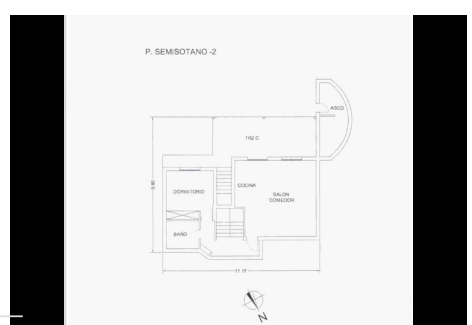 P. SEMISOTANO -2
ASCO
TRZ.C
DORMITORIO
COCINA
SALON
COMEDOR
BAÑO
N